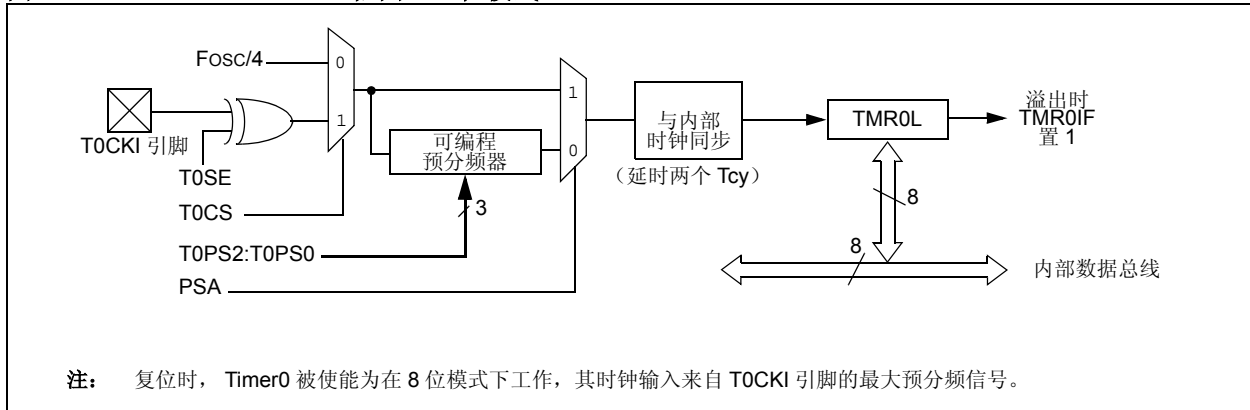 FOSC/4
0
1
T0CKI 引脚
T0SE
T0CS
T0PS2:T0PS0
PSA
可编程
预分频器
3
1
0
与内部
时钟同步
(延时两个 TCY)
TMR0L
溢出时
TMR0IF
置 1
8
8
内部数据总线
注: 复位时, Timer0 被使能为在 8 位模式下工作,其时钟输入来自 T0CKI 引脚的最大预分频信号。